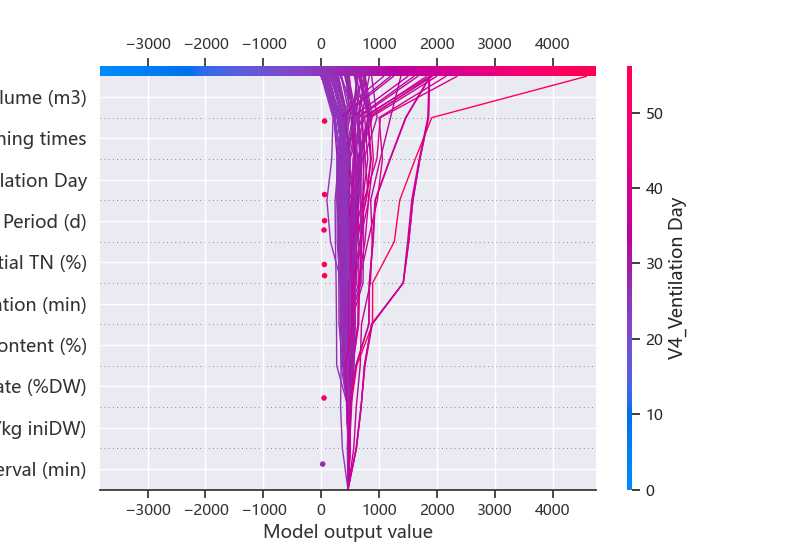 −3000 −2000 −1000 0 1000 2000 3000 4000
lume (m3)
ning times
lation Day
Period (d)
tial TN (%)
ation (min)
ontent (%)
ate (%DW)
/kg iniDW)
erval (min)
−3000 −2000 −1000 0 1000 2000 3000 4000
Model output value
50
40
30
20
10
0
V4_Ventilation Day